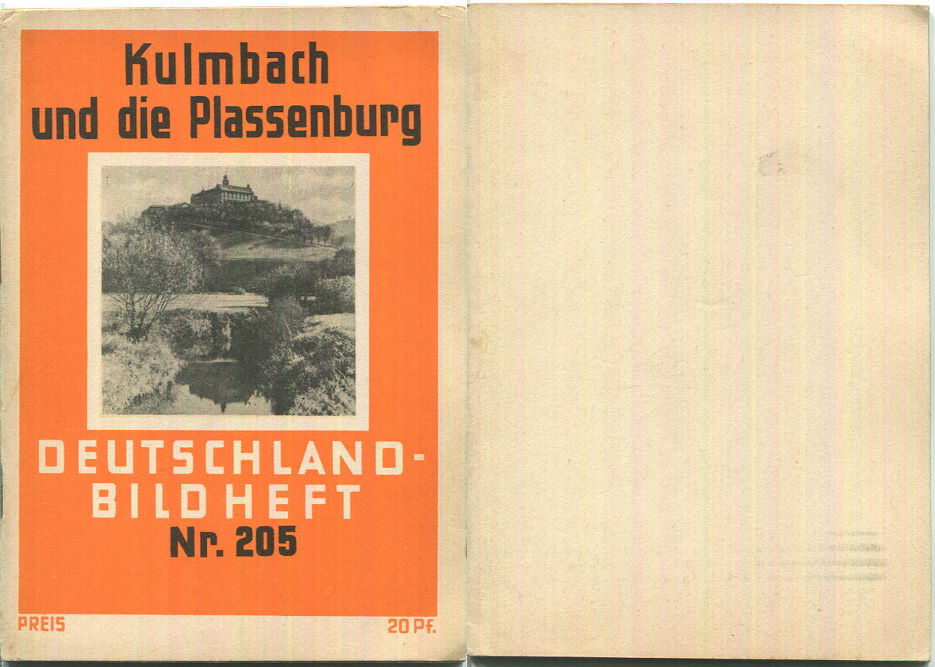 Kulmbach
und die Plassenburg
DEUTSCHLAND-
BILDHEFT
Nr. 205
PREIS 20 Pf.